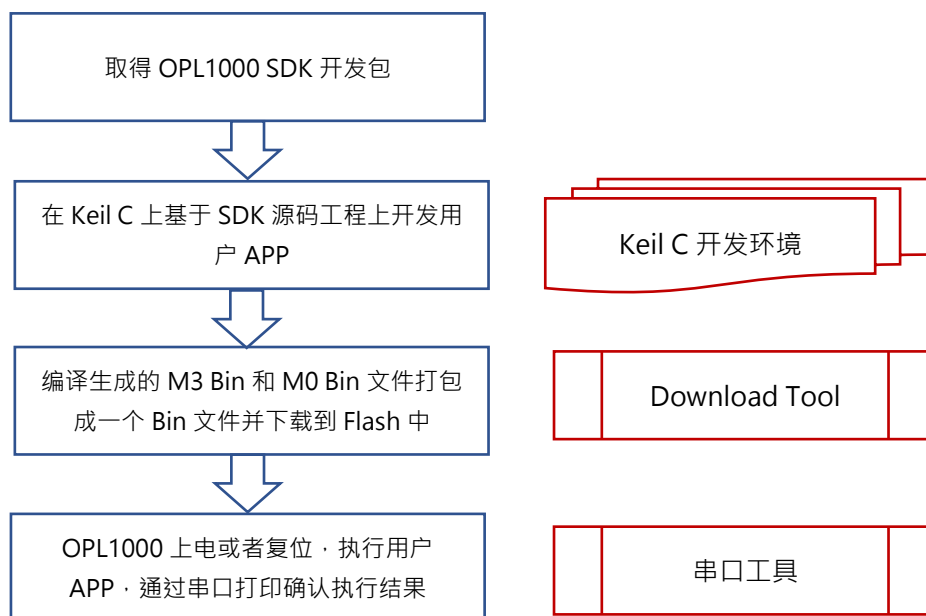 取得 OPL1000 SDK 开发包
在 Keil C 上基于 SDK 源码工程上开发用
户 APP
Keil C 开发环境
编译生成的 M3 Bin 和 M0 Bin 文件打包
成一个 Bin 文件并下载到 Flash 中
Download Tool
OPL1000 上电或者复位，执行用户
APP，通过串口打印确认执行结果
串口工具